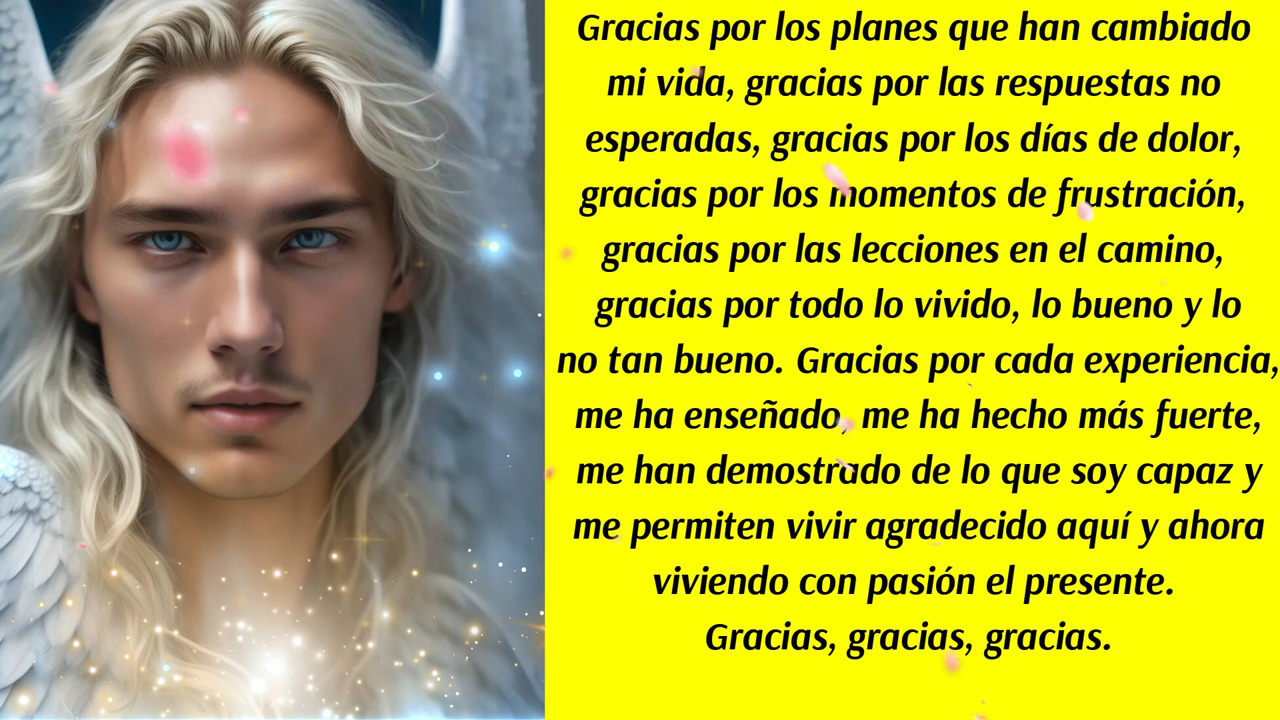 Gracias por los planes que han cambiado
mi vida, gracias por las respuestas no
esperadas, gracias por los días de dolor,
gracias por los momentos de frustración,
gracias por las lecciones en el camino,
gracias por todo lo vivido, lo bueno y lo
no tan bueno. Gracias por cada experiencia,
me ha enseñado, me ha hecho más fuerte,
me han demostrado de lo que soy capaz y
me permiten vivir agradecido aquí y ahora
viviendo con pasión el presente.
Gracias, gracias, gracias.